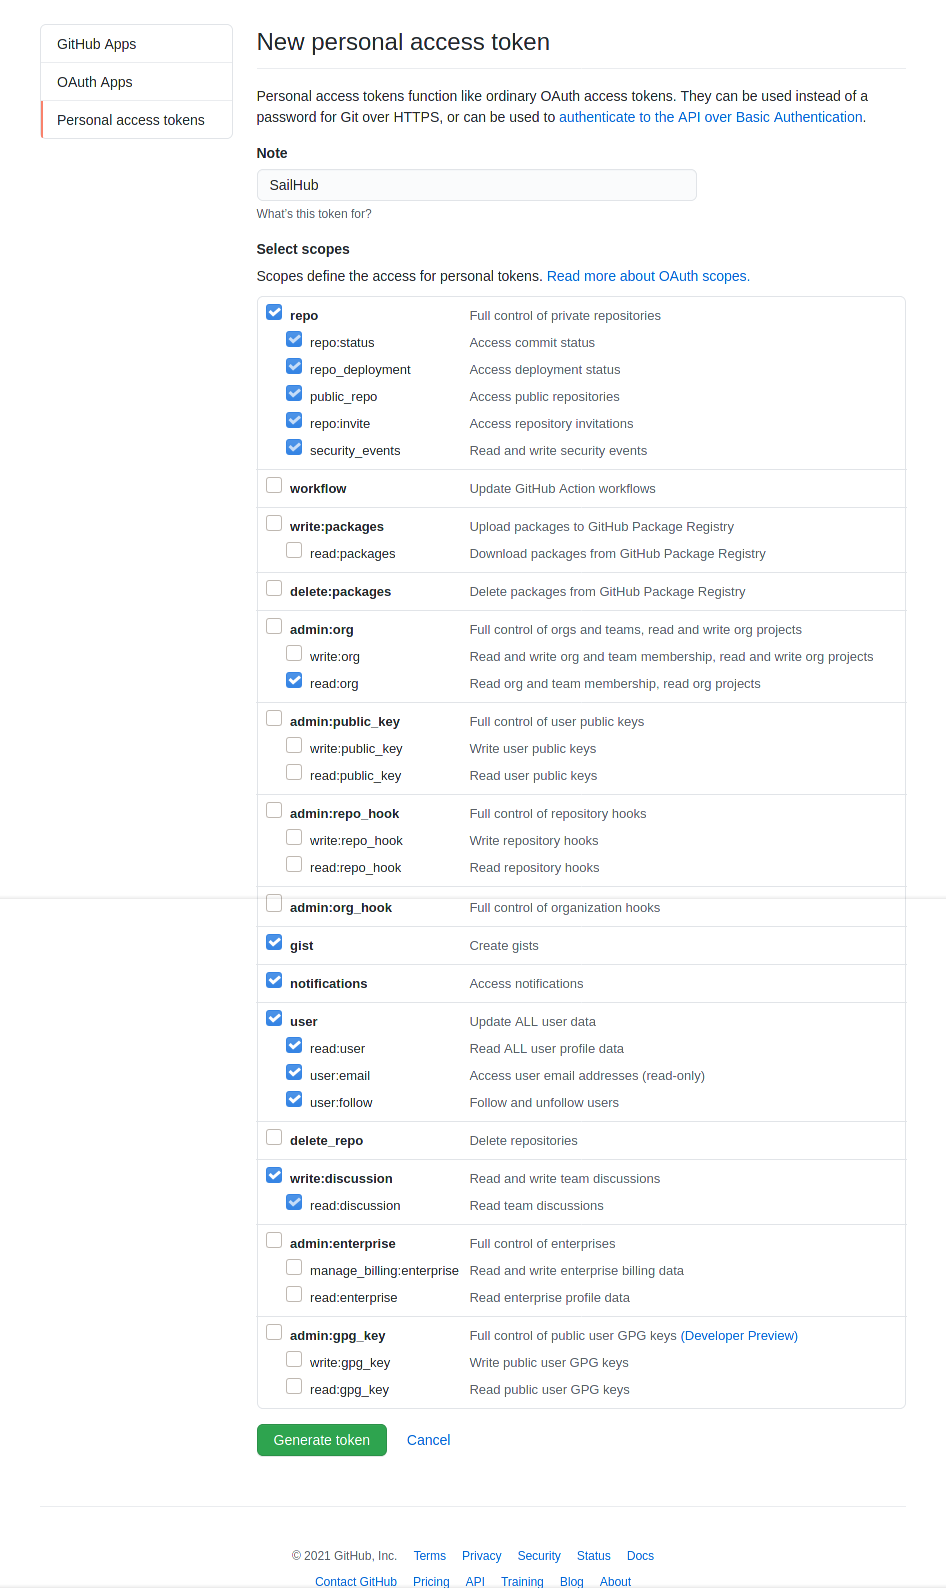 GitHub Apps
OAuth Apps
Personal access tokens
New personal access token
Personal access tokens function like ordinary OAuth access tokens. They can be used instead of a
password for Git over HTTPS, or can be used to authenticate to the API over Basic Authentication.
Note
SailHub
What's this token for?
Select scopes
Scopes define the access for personal tokens. Read more about OAuth scopes.
repo Full control of private repositories
repo:status Access commit status
repo_deployment Access deployment status
public_repo Access public repositories
repo:invite Access repository invitations
security_events Read and write security events
workflow Update GitHub Action workflows
write:packages Upload packages to GitHub Package Registry
read:packages Download packages from GitHub Package Registry
delete:packages Delete packages from GitHub Package Registry
admin:org Full control of orgs and teams, read and write org projects
write:org Read and write org and team membership, read and write org projects
read:org Read org and team membership, read org projects
admin:public_key Full control of user public keys
write:public_key Write user public keys
read:public_key Read user public keys
admin:repo_hook Full control of repository hooks
write:repo_hook Write repository hooks
read:repo_hook Read repository hooks
admin:org_hook Full control of organization hooks
gist Create gists
notifications Access notifications
user Update ALL user data
read:user Read ALL user profile data
user:email Access user email addresses (read-only)
user:follow Follow and unfollow users
delete_repo Delete repositories
write:discussion Read and write team discussions
read:discussion Read team discussions
admin:enterprise Full control of enterprises
manage_billing:enterprise Read and write enterprise billing data
read:enterprise Read enterprise profile data
admin:gpg_key Full control of public user GPG keys (Developer Preview)
write:gpg_key Write public user GPG keys
read:gpg_key Read public user GPG keys
Generate token Cancel
© 2021 GitHub, Inc. Terms Privacy Security Status Docs
Contact GitHub Pricing API Training Blog About